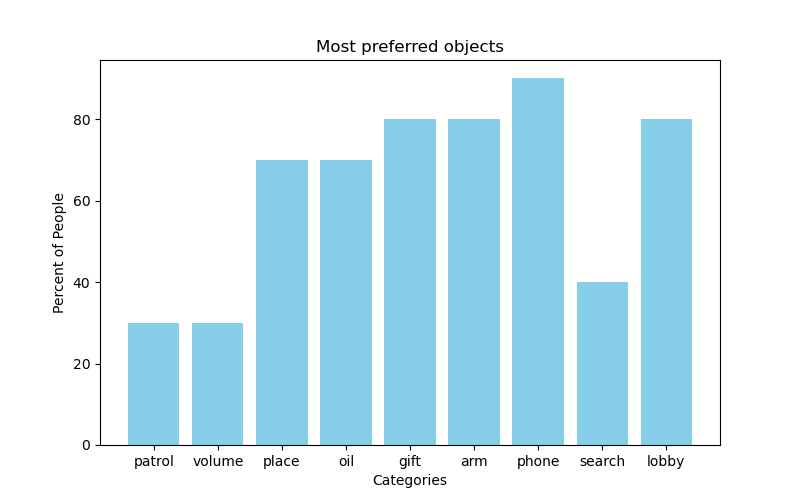 Most preferred objects
Percent of People
80
60
40
20
0
patrol volume place oil gift arm phone search lobby
Categories